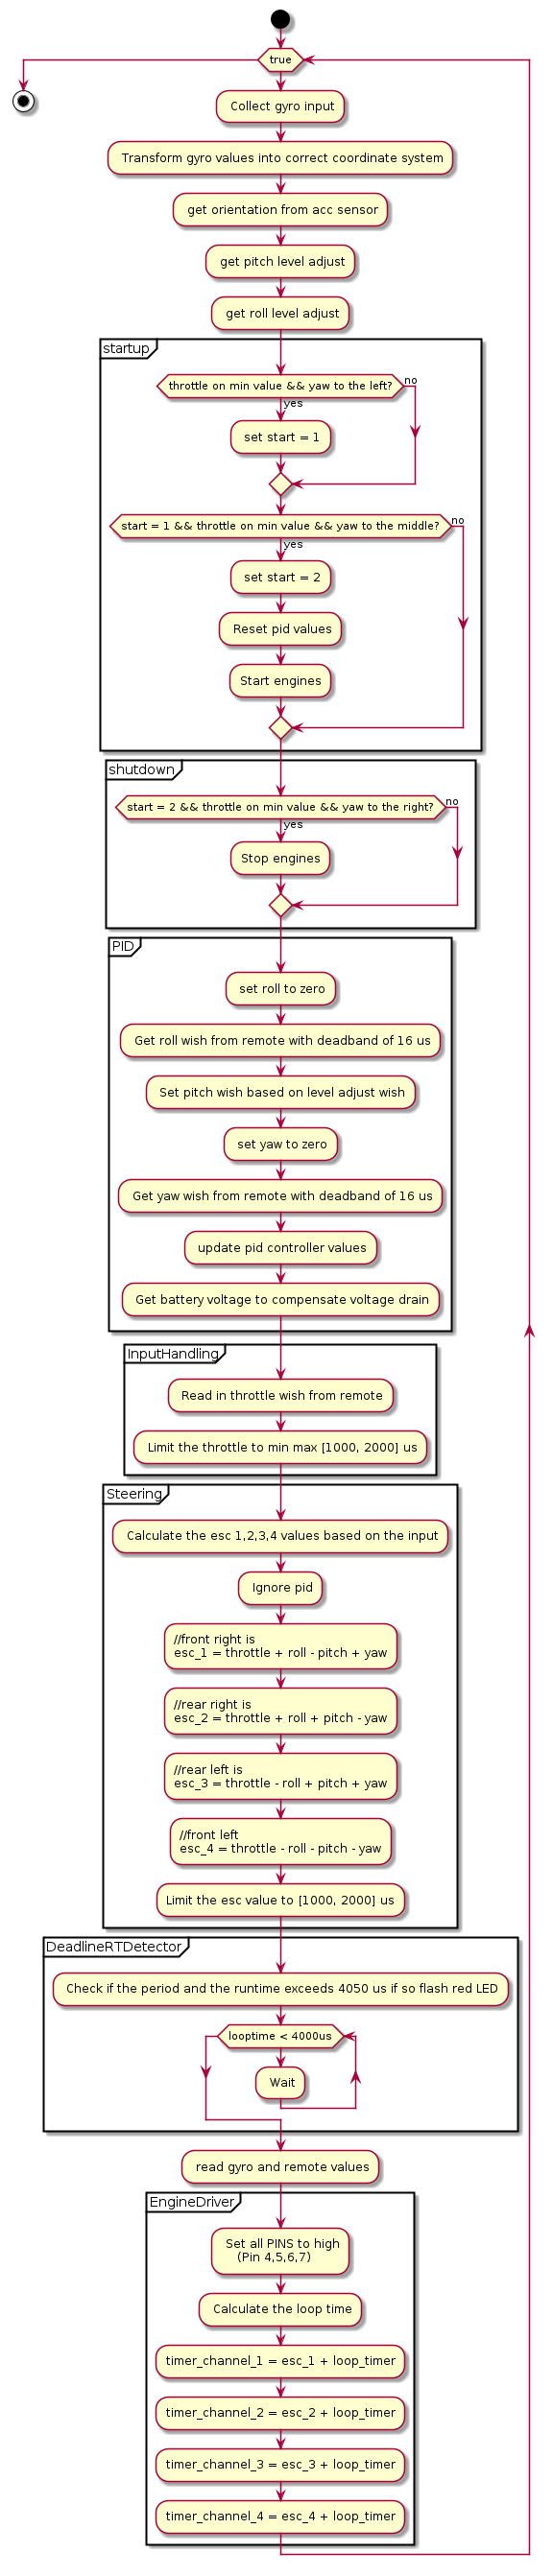 true
Collect gyro input
Transform gyro values into correct coordinate system
get orientation from acc sensor
get pitch level adjust
get roll level adjust
startup
throttle on min value && yaw to the left?
no
yes
set start = 1
start = 1 && throttle on min value && yaw to the middle?
no
yes
set start = 2
Reset pid values
Start engines
shutdown
start = 2 && throttle on min value && yaw to the right?
no
yes
Stop engines
PID
set roll to zero
Get roll wish from remote with deadband of 16 us
Set pitch wish based on level adjust wish
set yaw to zero
Get yaw wish from remote with deadband of 16 us
update pid controller values
Get battery voltage to compensate voltage drain
InputHandling
Read in throttle wish from remote
Limit the throttle to min max [1000, 2000] us
Steering
Calculate the esc 1,2,3,4 values based on the input
Ignore pid
//front right is
esc_1 = throttle + roll - pitch + yaw
//rear right is
esc_2 = throttle + roll + pitch - yaw
//rear left is
esc_3 = throttle - roll + pitch + yaw
//front left
esc_4 = throttle - roll - pitch - yaw
Limit the esc value to [1000, 2000] us
DeadlineRTDetector
Check if the period and the runtime exceeds 4050 us if so flash red LED
looptime < 4000us
Wait
read gyro and remote values
EngineDriver
Set all PINS to high
(Pin 4,5,6,7)
Calculate the loop time
timer_channel_1 = esc_1 + loop_timer
timer_channel_2 = esc_2 + loop_timer
timer_channel_3 = esc_3 + loop_timer
timer_channel_4 = esc_4 + loop_timer